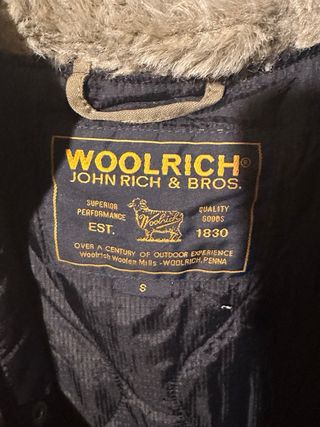 WOOLRICH®
JOHN RICH & BROS.
SUPERIOR PERFORMANCE
QUALITY GOODS
EST.
Woolrich
1830
OVER A CENTURY OF OUTDOOR EXPERIENCE
Woolrich Woolen Mills - WOOLRICH, PENNA
S